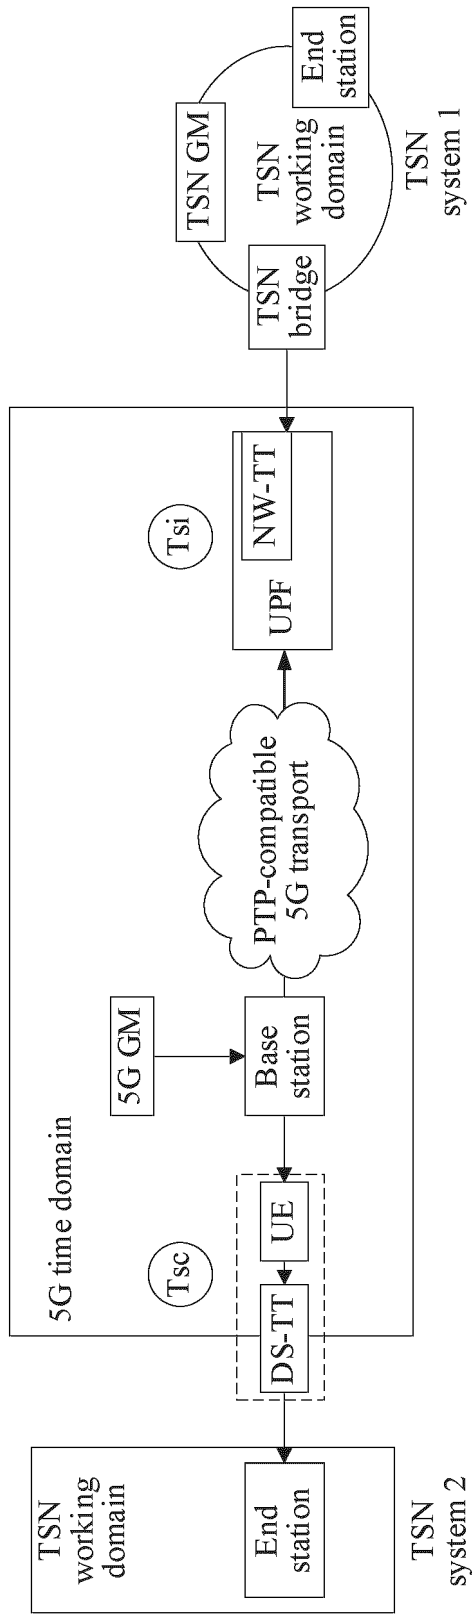 TSN
working
domain
End
station
TSN
system 2
5G time domain
Tsc
DS-TT
UE
5G GM
Base
station
PTP-compatible
5G transport
Tsi
UPF
NW-TT
TSN
bridge
TSN GM
TSN
working
domain
End
station
TSN
system 1